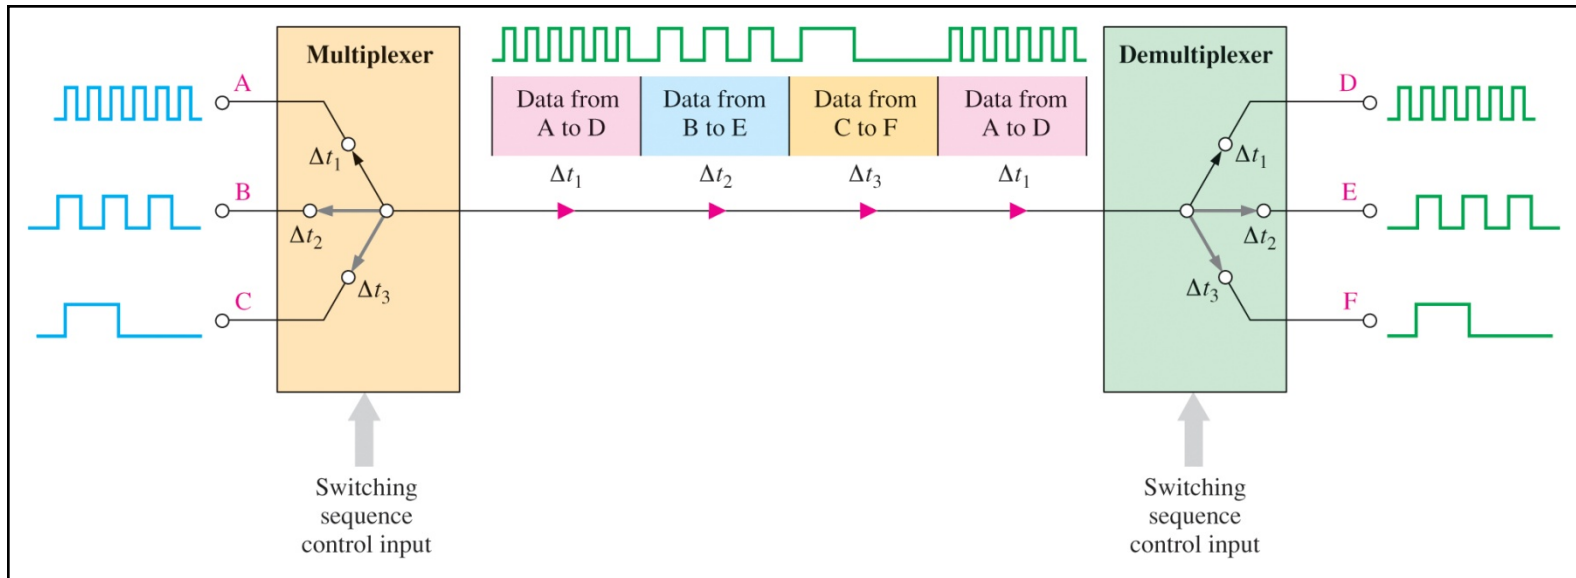 Multiplexer
A
Δt₁
B
Δt₂
C
Δt₃
Switching
sequence
control input
Data from
A to D
Data from
B to E
Data from
C to F
Data from
A to D
Δt₁
Δt₂
Δt₃
Δt₁
Demultiplexer
D
Δt₁
E
Δt₂
F
Δt₃
Switching
sequence
control input